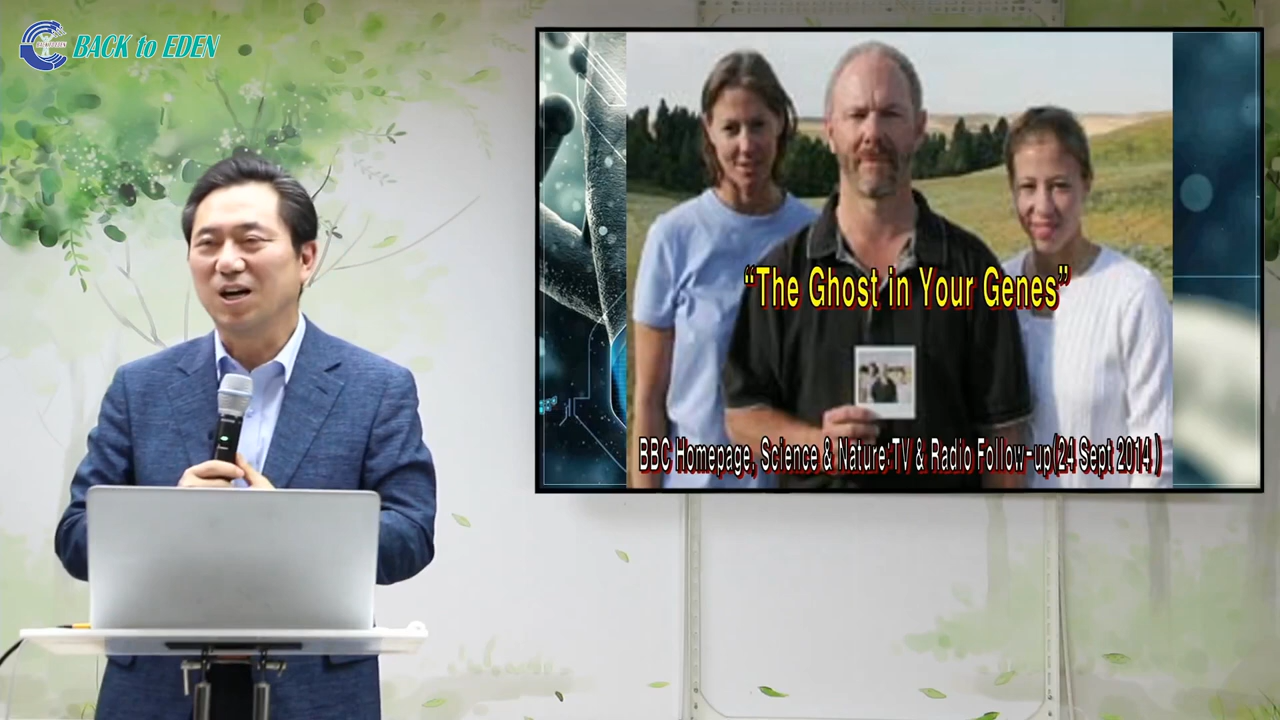 BACK to EDEN
“The Ghost in Your Genes”
BBC Homepage, Science & Nature:TV & Radio Follow-up(24 Sept 2014 )